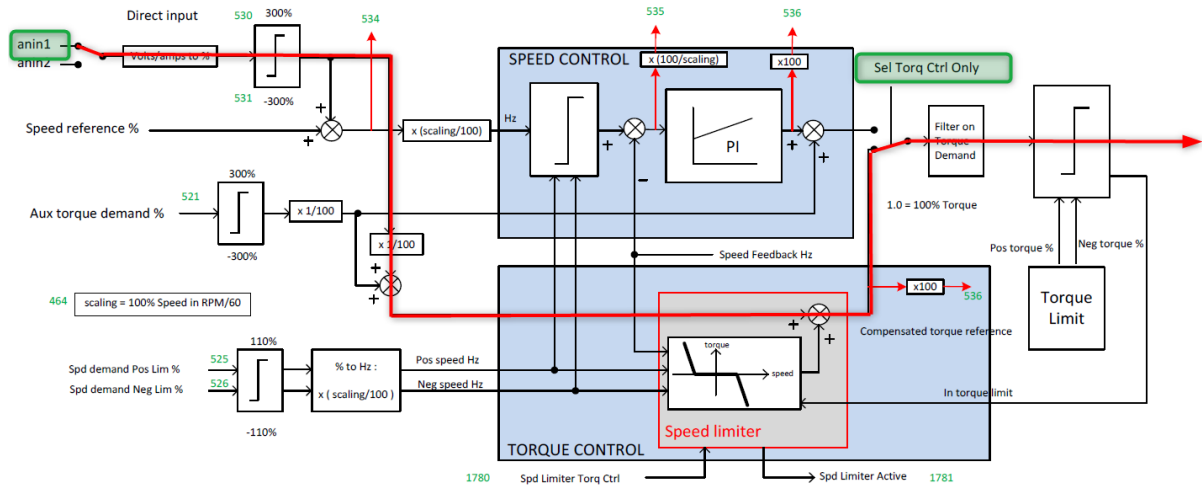 Direct input
530
300%
534
535
536
anin1
anin2
Volts/amps to %
SPEED CONTROL
x (100/scaling)
x100
Sel Torq Ctrl Only
531
-300%
+
Speed reference %
+
x (scaling/100)
Hz
+
-
PI
+
+
Filter on
Torque
Demand
300%
521
Aux torque demand %
x 1/100
-300%
x 1/100
1.0 = 100% Torque
Pos torque %
Neg torque %
Speed Feedback Hz
+
+
464
scaling = 100% Speed in RPM/60
x100
536
Torque
Limit
+
+
Compensated torque reference
110%
525
Spd demand Pos Lim %
526
Spd demand Neg Lim %
% to Hz :
x ( scaling/100 )
Pos speed Hz
Neg speed Hz
torque
speed
In torque limit
-110%
Speed limiter
TORQUE CONTROL
1780
Spd Limiter Torq Ctrl
Spd Limiter Active
1781